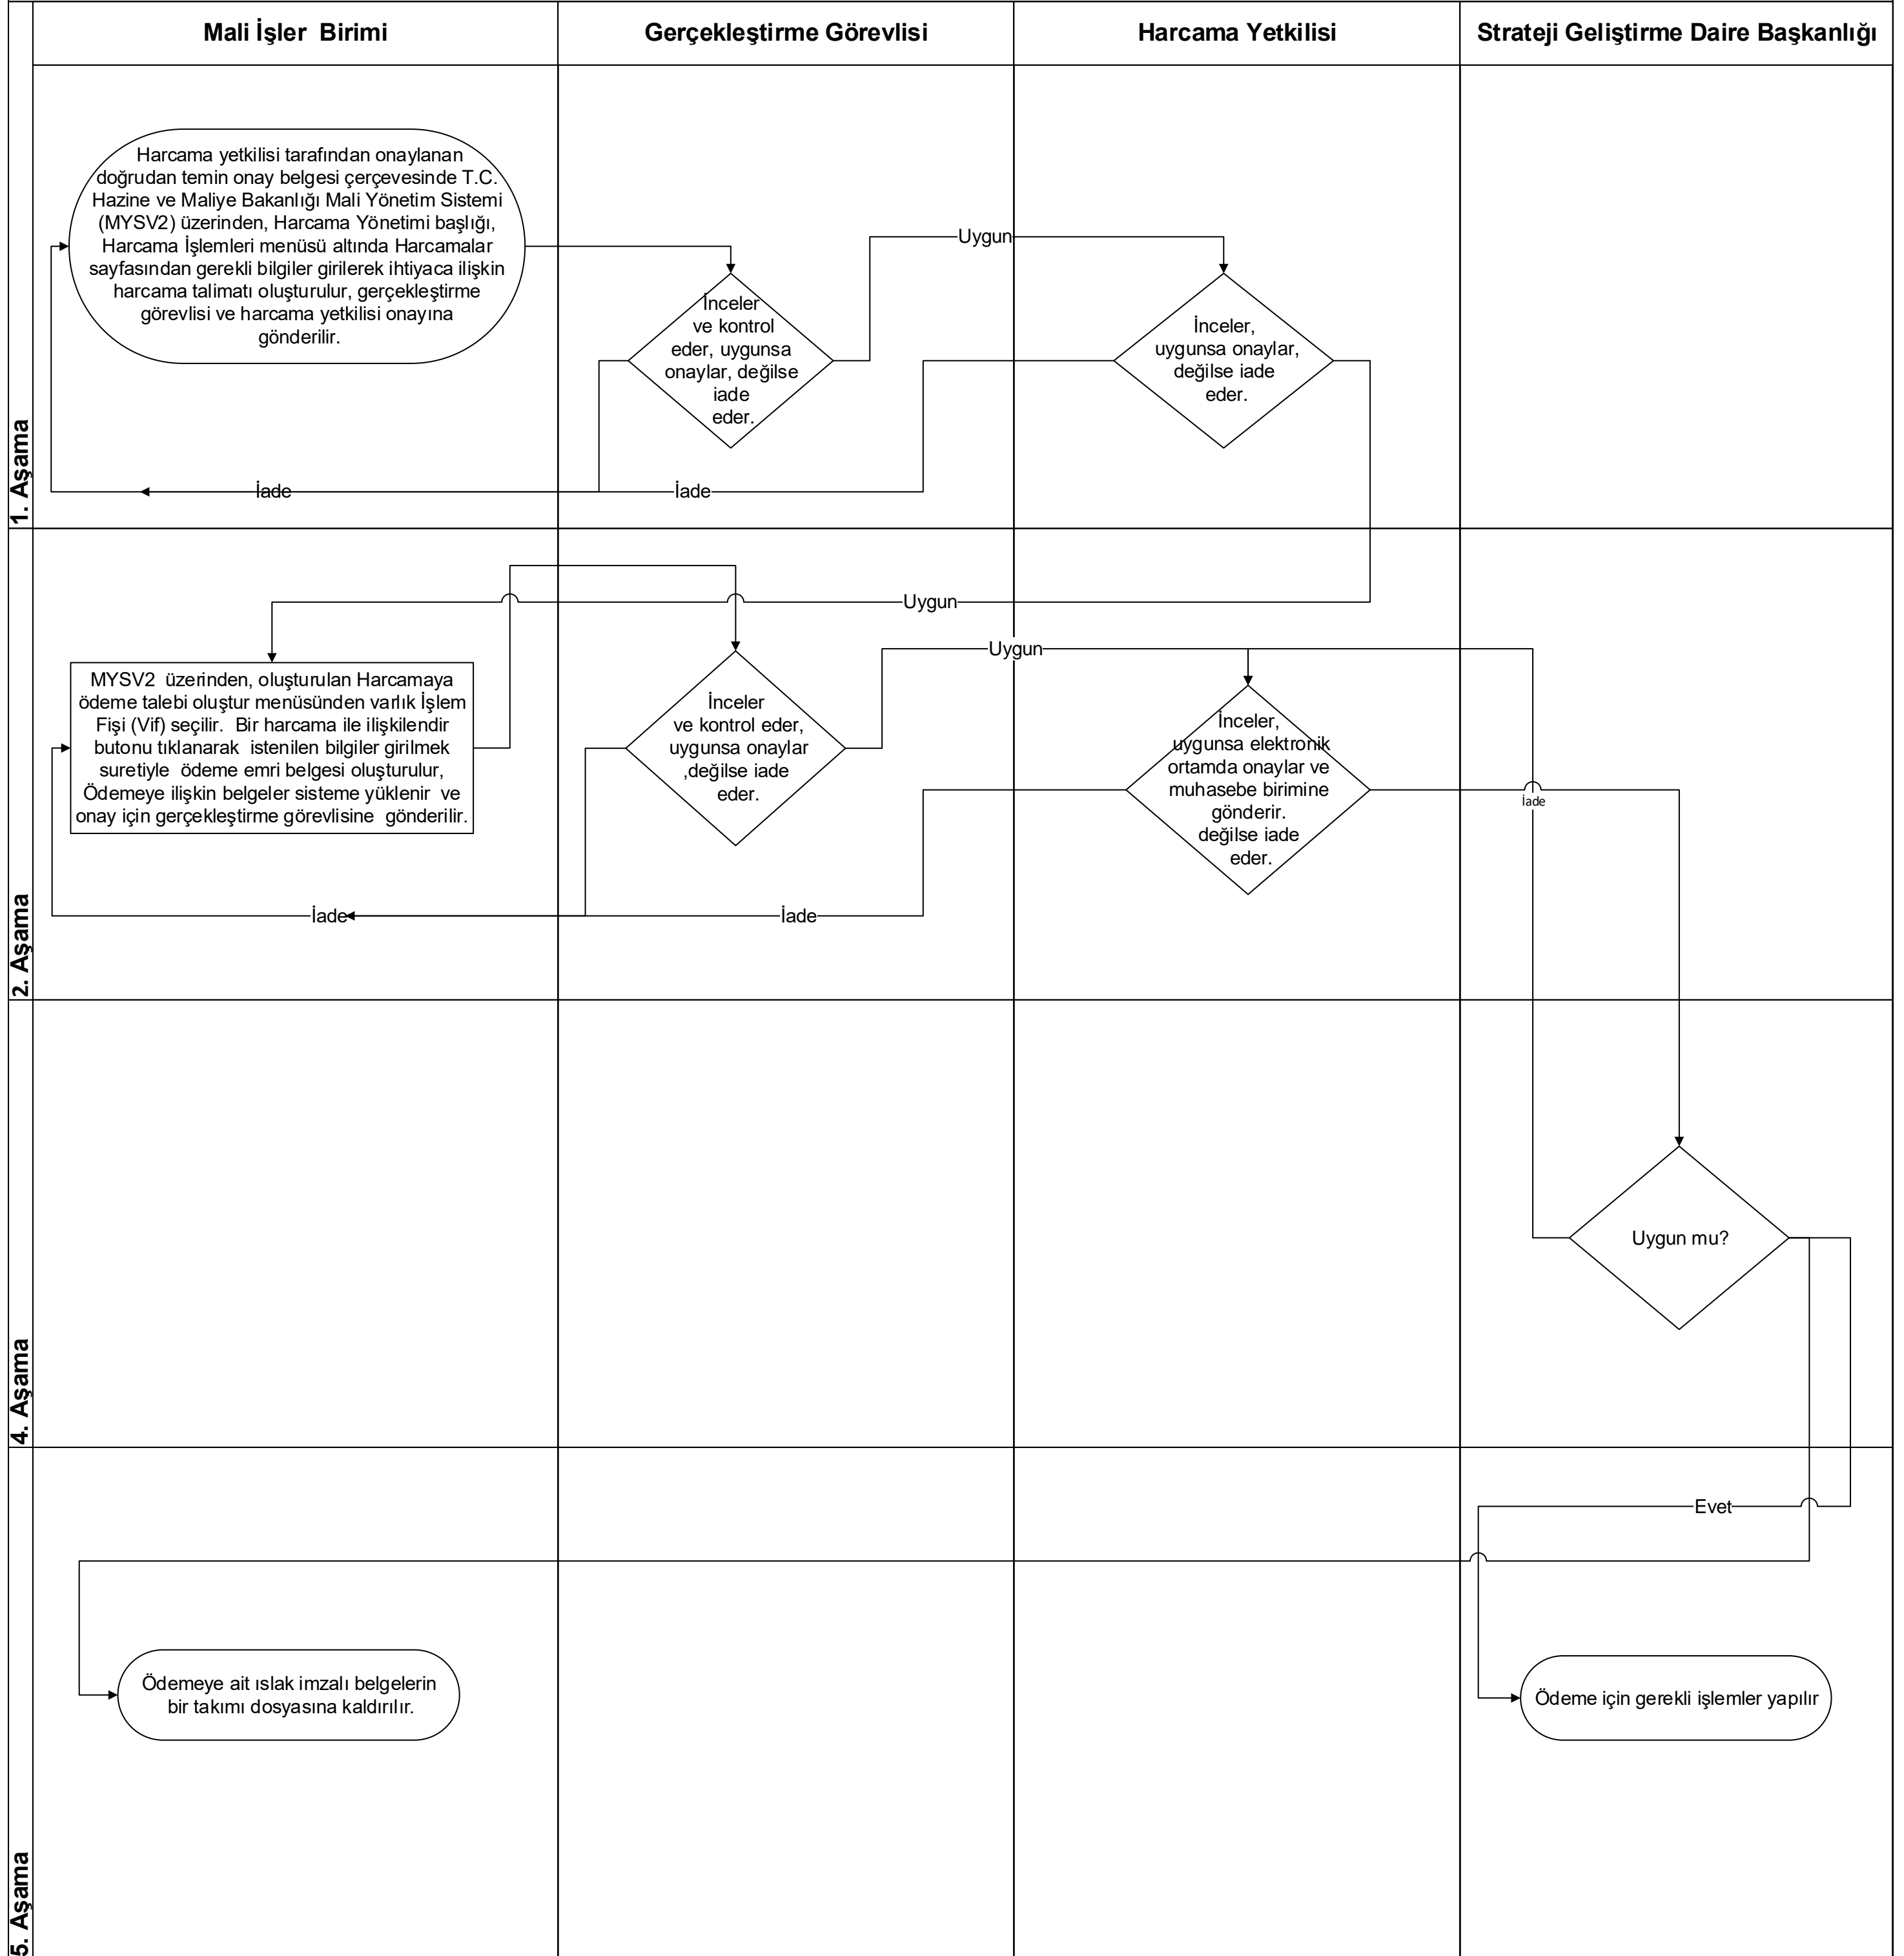 Mali İşler  Birimi
Gerçekleştirme Görevlisi
Harcama Yetkilisi
Strateji Geliştirme Daire Başkanlığı
1. Aşama
Harcama yetkilisi tarafından onaylanan
doğrudan temin onay belgesi çerçevesinde T.C.
Hazine ve Maliye Bakanlığı Mali Yönetim Sistemi
(MYSV2) üzerinden, Harcama Yönetimi başlığı,
Harcama İşlemleri menüsü altında Harcamalar
sayfasından gerekli bilgiler girilerek ihtiyaca ilişkin
harcama talimatı oluşturulur, gerçekleştirme
görevlisi ve harcama yetkilisi onayına
gönderilir.
İnceler
ve kontrol
eder, uygunsa
onaylar, değilse
iade
eder.
Uygun
İnceler,
uygunsa onaylar,
değilse iade
eder.
İade
İade
2. Aşama
Uygun
MYSV2  üzerinden, oluşturulan Harcamaya
ödeme talebi oluştur menüsünden varlık İşlem
Fişi (Vif) seçilir.  Bir harcama ile ilişkilendir
butonu tıklanarak  istenilen bilgiler girilmek
suretiyle  ödeme emri belgesi oluşturulur,
Ödemeye ilişkin belgeler sisteme yüklenir  ve
onay için gerçekleştirme görevlisine  gönderilir.
İnceler
ve kontrol eder,
uygunsa onaylar
,değilse iade
eder.
Uygun
İnceler,
uygunsa elektronik
ortamda onaylar ve
muhasebe birimine
gönderir.
değilse iade
eder.
İade
İade
İade
4. Aşama
Uygun mu?
5. Aşama
Evet
Ödemeye ait ıslak imzalı belgelerin
bir takımı dosyasına kaldırılır.
Ödeme için gerekli işlemler yapılır